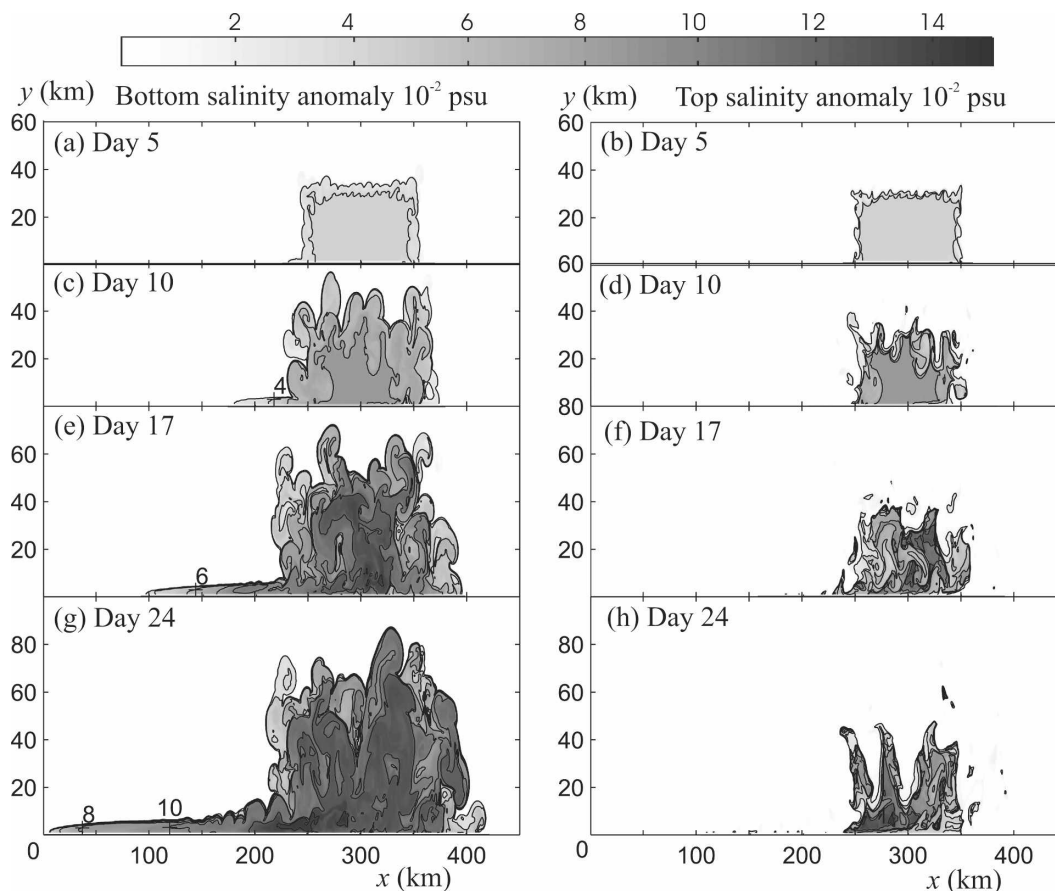 2 4 6 8 10 12 14
y (km) Bottom salinity anomaly 10⁻² psu y (km) Top salinity anomaly 10⁻² psu
60 60
(a) Day 5 (b) Day 5
40 40
20 20
60
(c) Day 10 (d) Day 10
40 40
20 20
4
80
(e) Day 17 (f) Day 17
60 60
40 40
20 20
6
(g) Day 24 (h) Day 24
80 80
60 60
40 40
20 20
8 10
0 100 200 300 400 0 100 200 300 400
x (km) x (km)